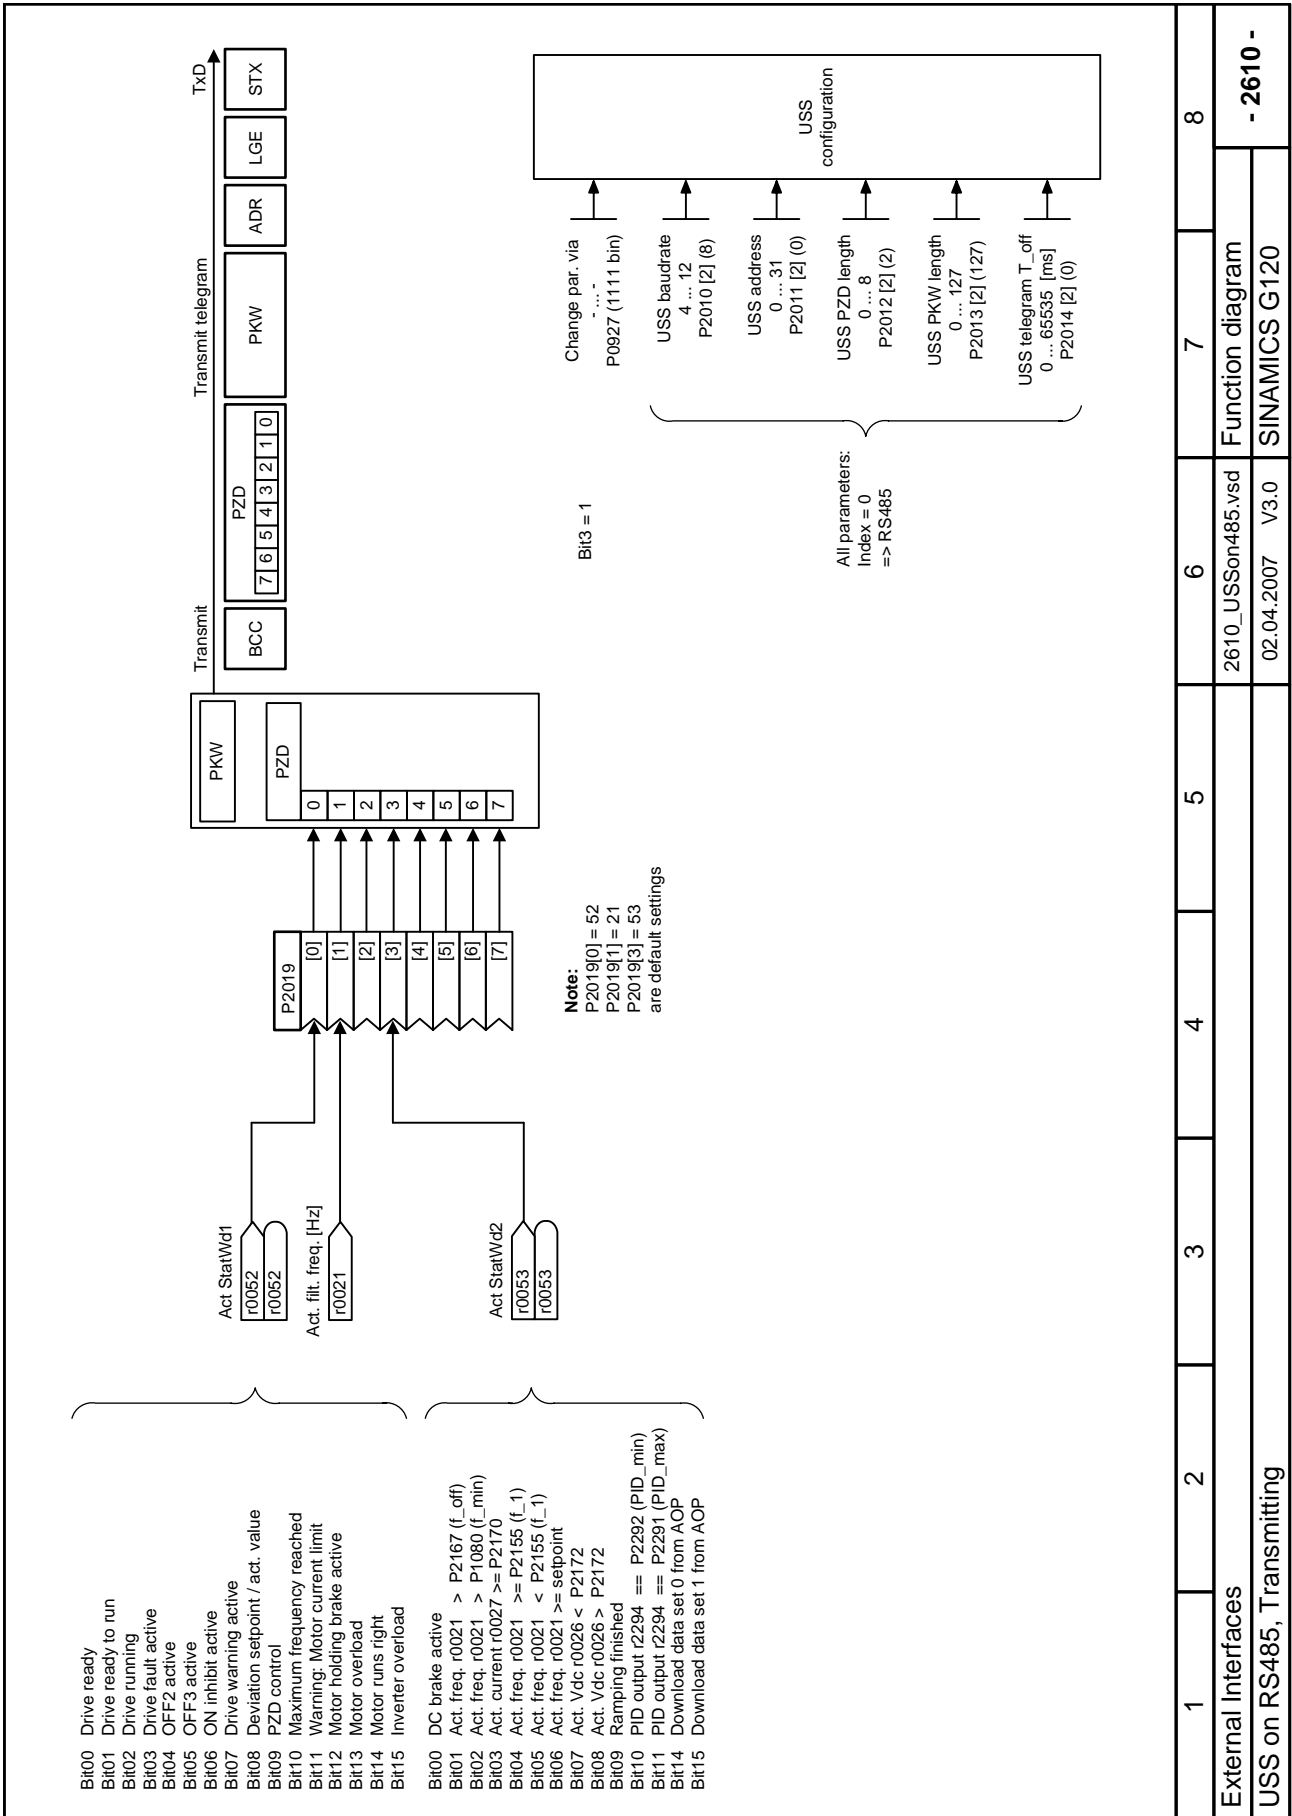 Bit00 Drive ready
Bit01 Drive ready to run
Bit02 Drive running
Bit03 Drive fault active
Bit04 OFF2 active
Bit05 OFF3 active
Bit06 ON inhibit active
Bit07 Drive warning active
Bit08 Deviation setpoint / act. value
Bit09 PZD control
Bit10 Maximum frequency reached
Bit11 Warning: Motor current limit
Bit12 Motor holding brake active
Bit13 Motor overload
Bit14 Motor runs right
Bit15 Inverter overload
Bit00 DC brake active
Bit01 Act. freq. r0021 > P2167 (f_off)
Bit02 Act. freq. r0021 > P1080 (f_min)
Bit03 Act. current r0027 >= P2170
Bit04 Act. freq. r0021 >= P2155 (f_1)
Bit05 Act. freq. r0021 < P2155 (f_1)
Bit06 Act. freq. r0021 >= setpoint
Bit07 Act. Vdc r0026 < P2172
Bit08 Act. Vdc r0026 > P2172
Bit09 Ramping finished
Bit10 PID output r2294 == P2292 (PID_min)
Bit11 PID output r2294 == P2291 (PID_max)
Bit14 Download data set 0 from AOP
Bit15 Download data set 1 from AOP
Act StatWd1
r0052
r0052
Act. filt. freq. [Hz]
r0021
Act StatWd2
r0053
r0053
P2019
[0]
[1]
[2]
[3]
[4]
[5]
[6]
[7]
Note:
P2019[0] = 52
P2019[1] = 21
P2019[3] = 53
are default settings
PKW
PZD
0
1
2
3
4
5
6
7
Transmit
Transmit telegram
TxD
BCC
PZD
7 6 5 4 3 2 1 0
PKW
ADR
LGE
STX
Bit3 = 1
All parameters:
Index = 0
=> RS485
Change par. via
- ... -
P0927 (1111 bin)
USS baudrate
4 ... 12
P2010 [2] (8)
USS address
0 ... 31
P2011 [2] (0)
USS PZD length
0 ... 8
P2012 [2] (2)
USS PKW length
0 ... 127
P2013 [2] (127)
USS telegram T_off
0 ... 65535 [ms]
P2014 [2] (0)
USS
configuration
1 2 3 4 5 6 7 8
External Interfaces
2610_USSon485.vsd
Function diagram
- 2610 -
USS on RS485, Transmitting
02.04.2007 V3.0
SINAMICS G120